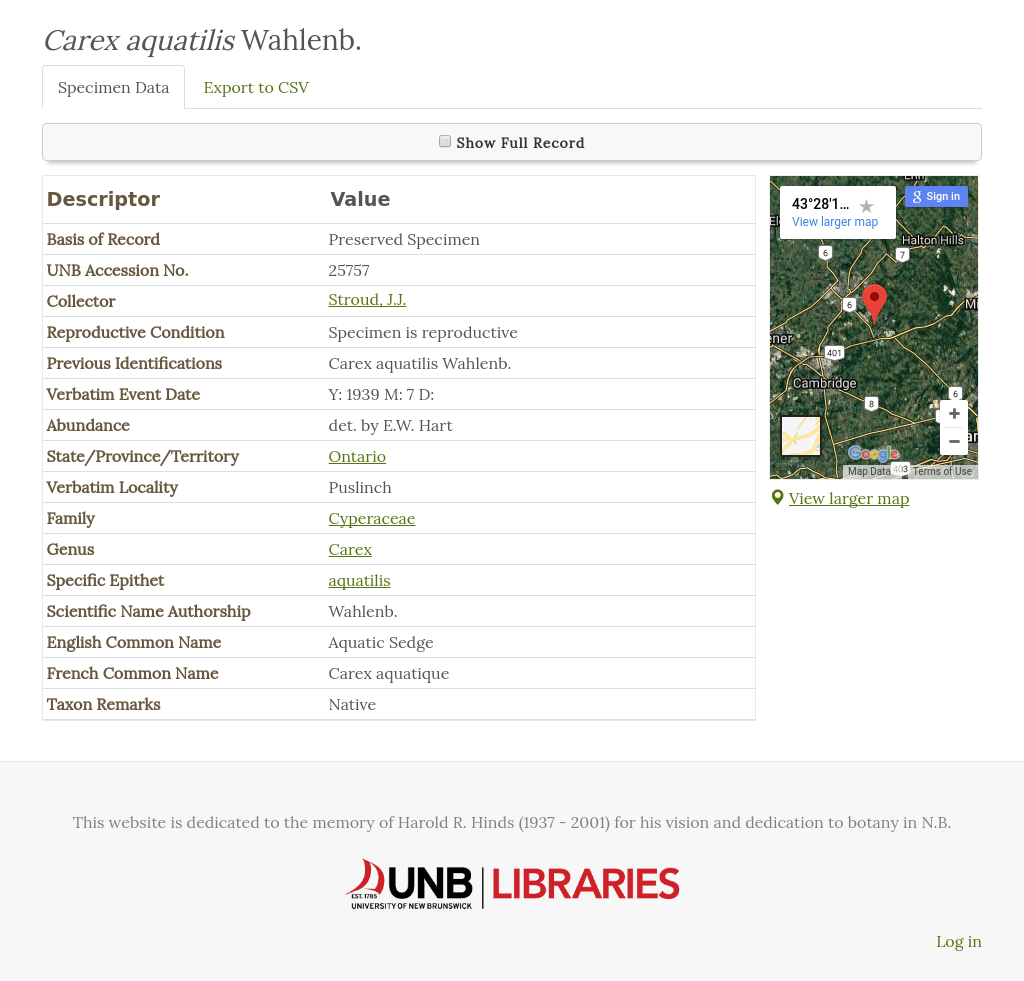 Carex aquatilis Wahlenb.
Specimen Data
Export to CSV
Show Full Record
Descriptor Value
Basis of Record Preserved Specimen
UNB Accession No. 25757
Collector Stroud, J.J.
Reproductive Condition Specimen is reproductive
Previous Identifications Carex aquatilis Wahlenb.
Verbatim Event Date Y: 1939 M: 7 D:
Abundance det. by E.W. Hart
State/Province/Territory Ontario
Verbatim Locality Puslinch
Family Cyperaceae
Genus Carex
Specific Epithet aquatilis
Scientific Name Authorship Wahlenb.
English Common Name Aquatic Sedge
French Common Name Carex aquatique
Taxon Remarks Native
43°28'1...
View larger map
Sign in
Halton Hills
6
7
6
ener
401
Cambridge
8
6
Google
403
Map Data
Terms of Use
View larger map
This website is dedicated to the memory of Harold R. Hinds (1937 - 2001) for his vision and dedication to botany in N.B.
EST. 1785
UNB
UNIVERSITY OF NEW BRUNSWICK
LIBRARIES
Log in